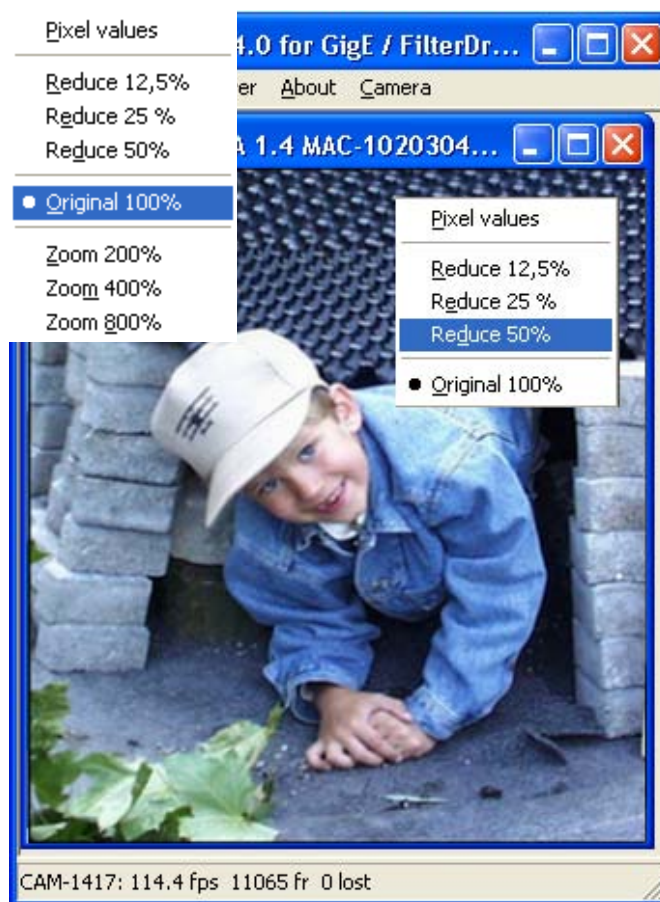 Pixel values
Reduce 12,5%
Reduce 25 %
Reduce 50%
Original 100%
Zoom 200%
Zoom 400%
Zoom 800%
4.0 for GigE / FilterDr...
er About Camera
A 1.4 MAC-1020304...
Pixel values
Reduce 12,5%
Reduce 25 %
Reduce 50%
Original 100%
CAM-1417: 114.4 fps 11065 fr 0 lost